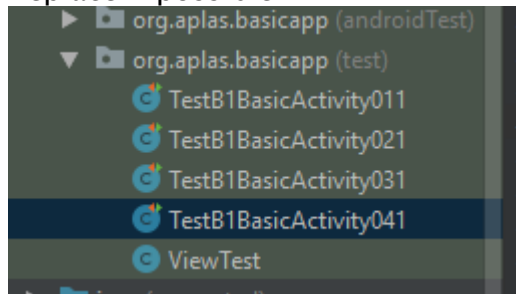 org.aplas.basicapp (androidTest)
org.aplas.basicapp (test)
TestB1BasicActivity011
TestB1BasicActivity021
TestB1BasicActivity031
TestB1BasicActivity041
ViewTest